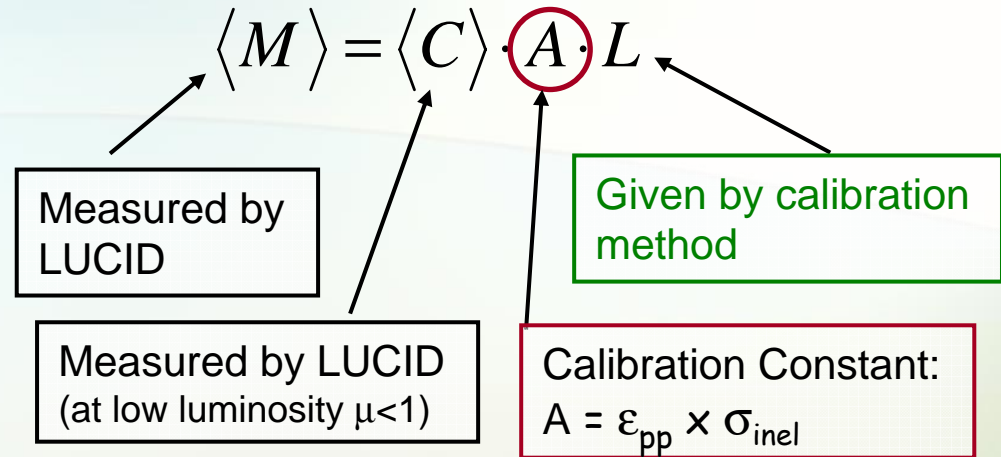 ⟨M⟩ = ⟨C⟩ · A · L
Measured by
LUCID
Given by calibration
method
Measured by LUCID
(at low luminosity μ<1)
Calibration Constant:
A = ε_pp × σ_inel